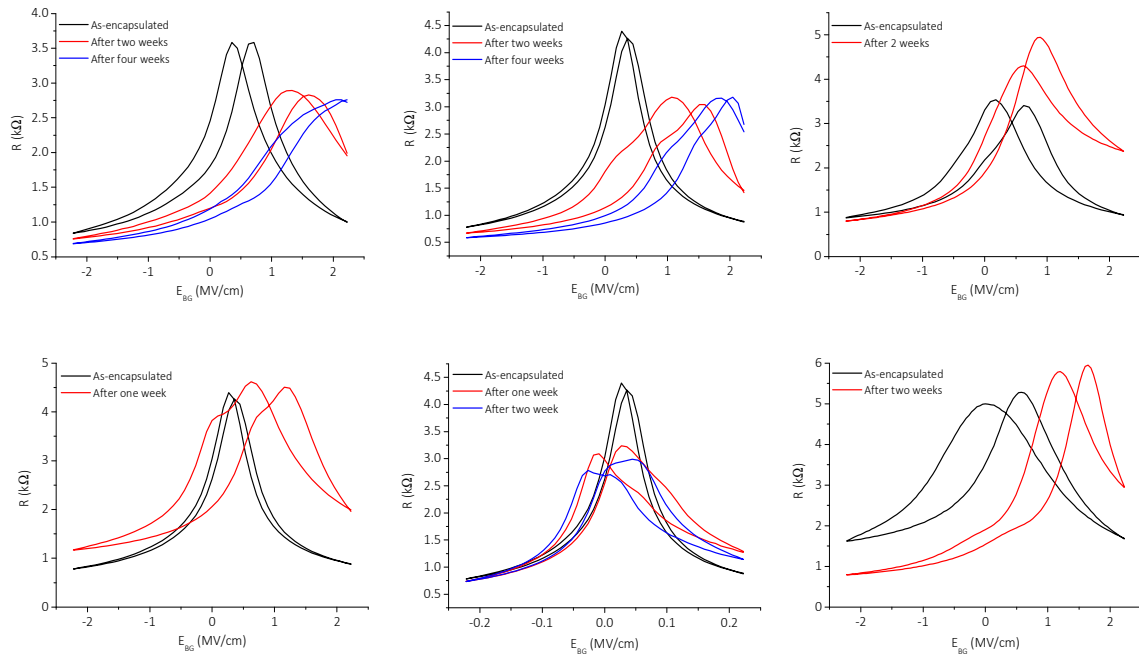 As-encapsulated
After two weeks
After four weeks
R (kΩ)
4.0
3.5
3.0
2.5
2.0
1.5
1.0
0.5
-2 -1 0 1 2
E_BG (MV/cm)
As-encapsulated
After two weeks
After four weeks
R (kΩ)
4.5
4.0
3.5
3.0
2.5
2.0
1.5
1.0
0.5
-2 -1 0 1 2
E_BG (MV/cm)
As-encapsulated
After 2 weeks
R (kΩ)
5
4
3
2
1
0
-2 -1 0 1 2
E_BG (MV/cm)
As-encapsulated
After one week
R (kΩ)
5
4
3
2
1
0
-2 -1 0 1 2
E_BG (MV/cm)
As-encapsulated
After one week
After two week
R (kΩ)
4.5
4.0
3.5
3.0
2.5
2.0
1.5
1.0
0.5
-0.2 -0.1 0.0 0.1 0.2
E_BG (MV/cm)
As-encapsulated
After two weeks
R (kΩ)
6
5
4
3
2
1
0
-2 -1 0 1 2
E_BG (MV/cm)